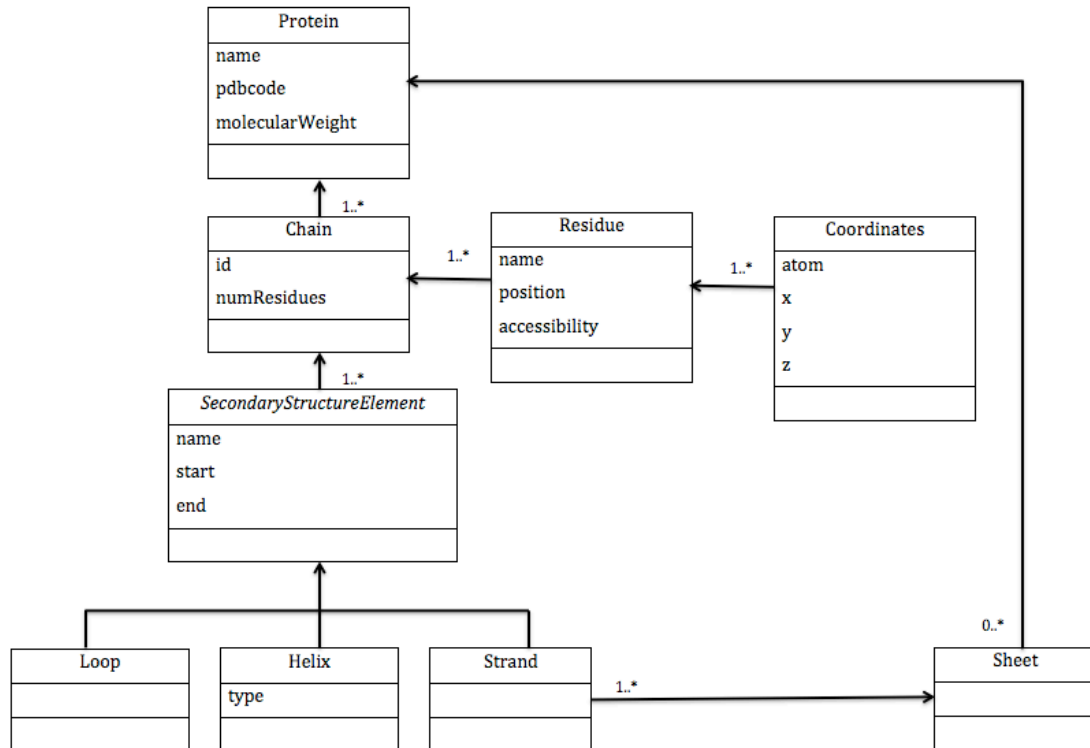 Protein
name
pdbcode
molecularWeight
1..*
Chain
id
numResidues
1..*
Residue
name
position
accessibility
1..*
Coordinates
atom
x
y
z
1..*
SecondaryStructureElement
name
start
end
Loop
Helix
type
Strand
1..*
0..*
Sheet